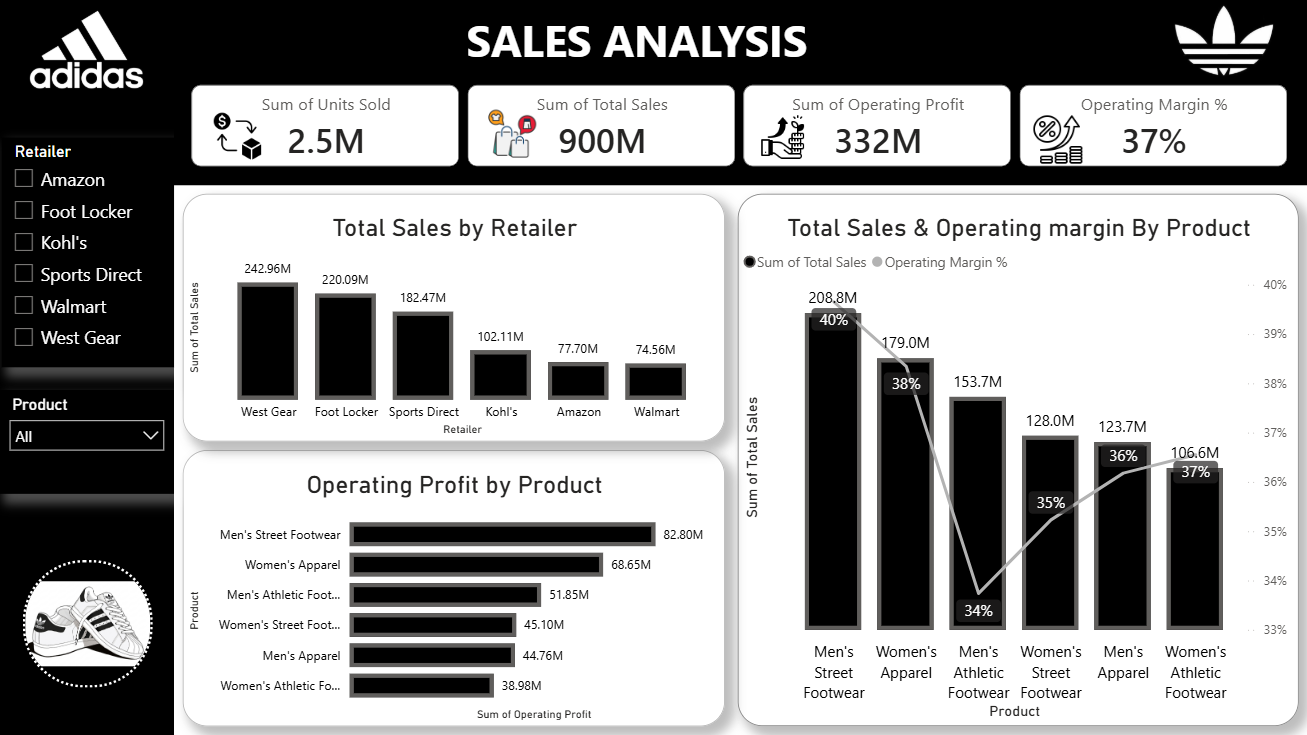 adidas
SALES ANALYSIS
Sum of Units Sold
2.5M
Sum of Total Sales
900M
Sum of Operating Profit
332M
Operating Margin %
37%
Retailer
Amazon
Foot Locker
Kohl's
Sports Direct
Walmart
West Gear
Product
All
Total Sales by Retailer
Sum of Total Sales
242.96M
220.09M
182.47M
102.11M
77.70M
74.56M
West Gear Foot Locker Sports Direct Kohl's Amazon Walmart
Retailer
Operating Profit by Product
Product
Men's Street Footwear 82.80M
Women's Apparel 68.65M
Men's Athletic Foot... 51.85M
Women's Street Foot... 45.10M
Men's Apparel 44.76M
Women's Athletic Fo... 38.98M
Sum of Operating Profit
Total Sales & Operating margin By Product
Sum of Total Sales Operating Margin %
Sum of Total Sales
208.8M
179.0M
153.7M
128.0M
123.7M
106.6M
40%
38%
34%
35%
36%
37%
40%
39%
38%
37%
36%
35%
34%
33%
Men's Street Footwear
Women's Apparel
Men's Athletic Footwear
Women's Street Footwear
Men's Apparel
Women's Athletic Footwear
Product